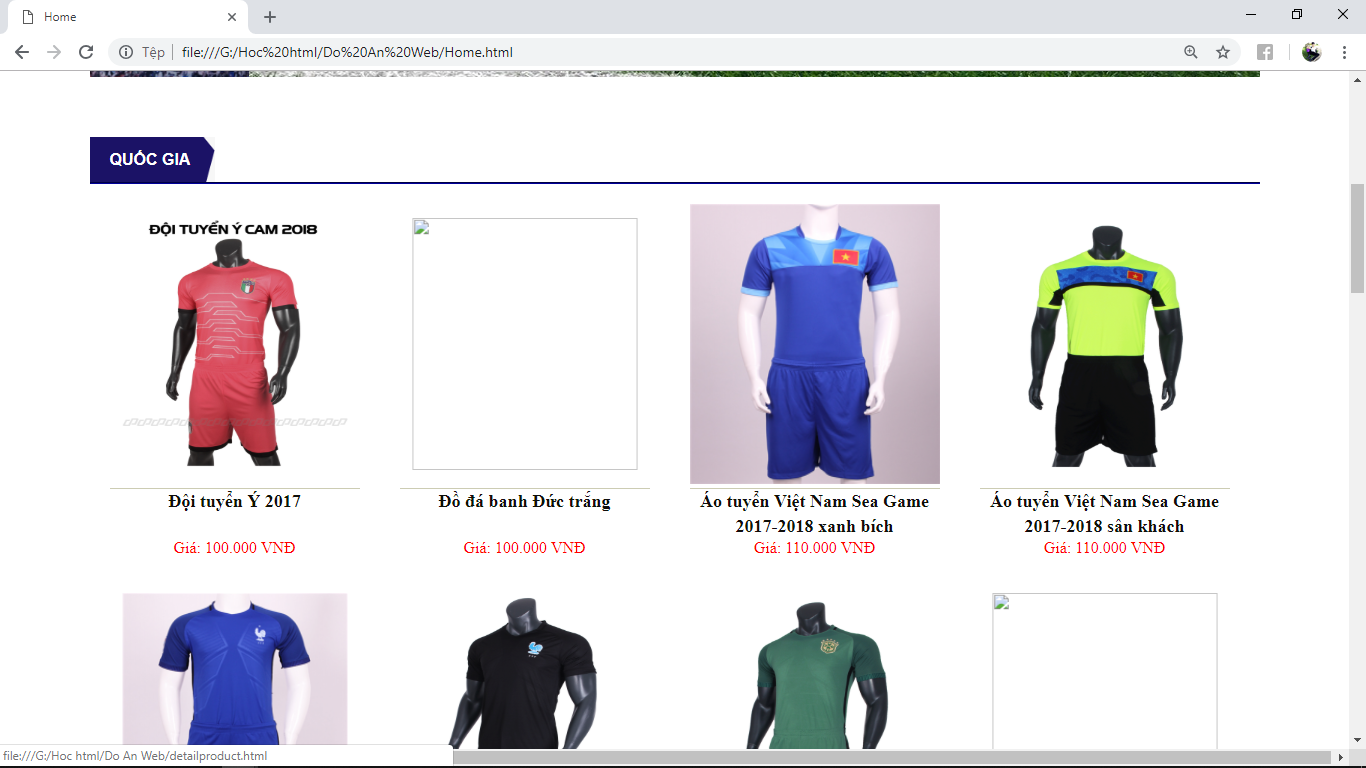 Home
Tệp
file:///G:/Hoc%20html/Do%20An%20Web/Home.html
QUỐC GIA
ĐỘI TUYỂN Ý CAM 2018
Đội tuyển Ý 2017
Giá: 100.000 VNĐ
Đồ đá banh Đức trắng
Giá: 100.000 VNĐ
Áo tuyển Việt Nam Sea Game
2017-2018 xanh bích
Giá: 110.000 VNĐ
Áo tuyển Việt Nam Sea Game
2017-2018 sân khách
Giá: 110.000 VNĐ
file:///G:/Hoc html/Do An Web/detailproduct.html